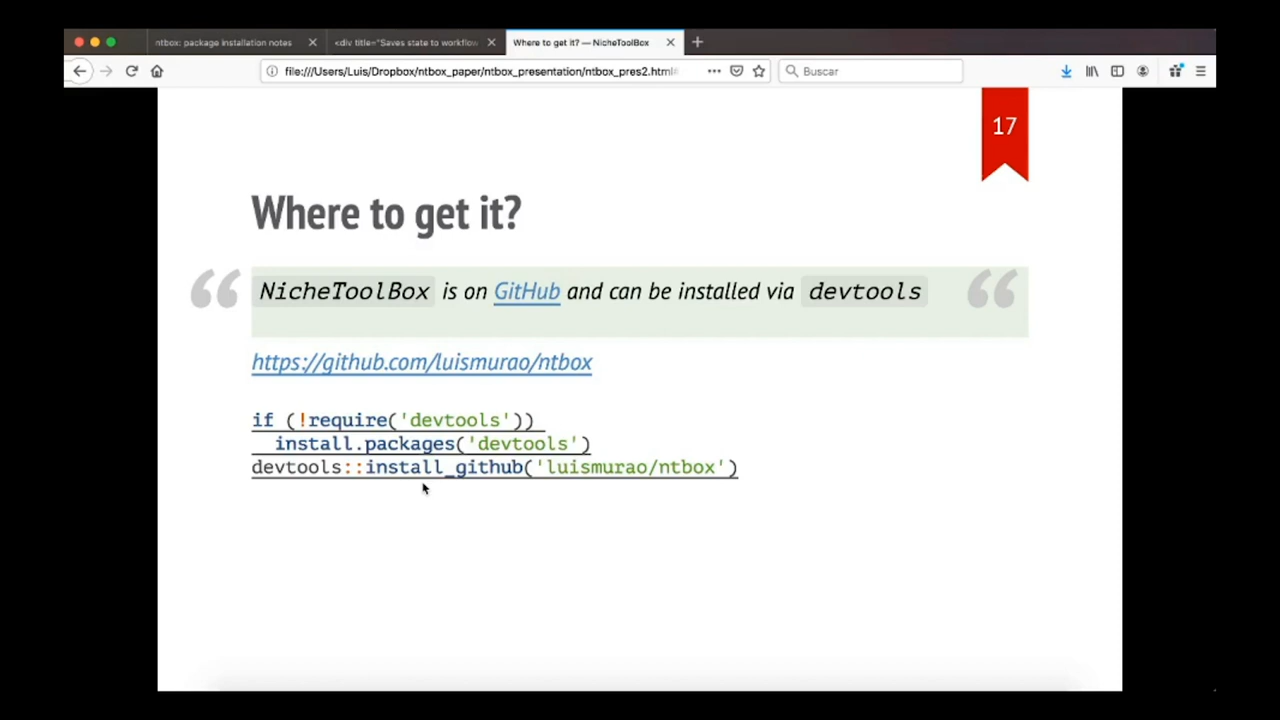 ntbox: package installation notes
<div title="Saves state to workflow
Where to get it? — NicheToolBox
file:///Users/Luis/Dropbox/ntbox_paper/ntbox_presentation/ntbox_pres2.html#
Buscar
17
Where to get it?
“ NicheToolBox is on GitHub and can be installed via devtools “
https://github.com/luismurao/ntbox
if (!require('devtools'))
install.packages('devtools')
devtools::install_github('luismurao/ntbox')